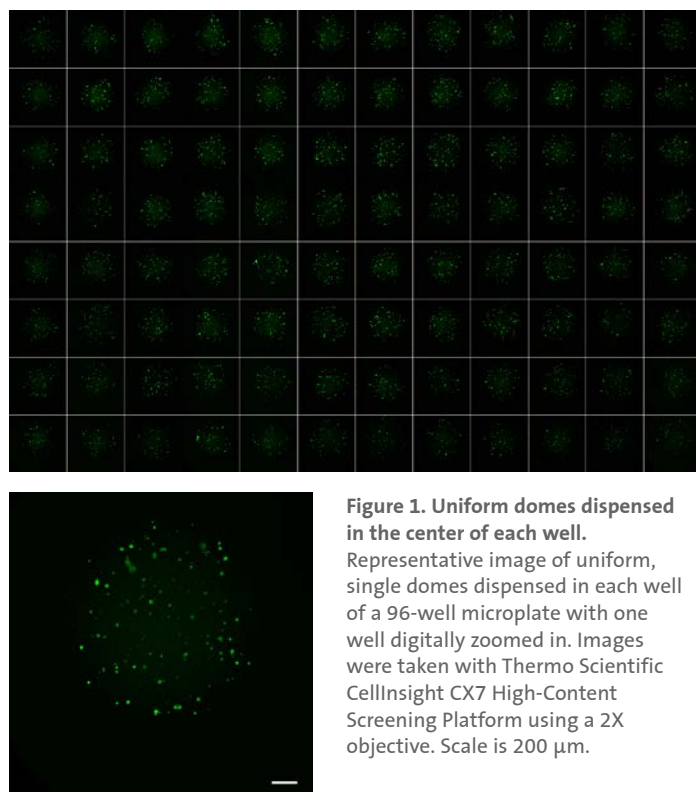 Figure 1. Uniform domes dispensed
in the center of each well.
Representative image of uniform,
single domes dispensed in each well
of a 96-well microplate with one
well digitally zoomed in. Images
were taken with Thermo Scientific
CellInsight CX7 High-Content
Screening Platform using a 2X
objective. Scale is 200 µm.